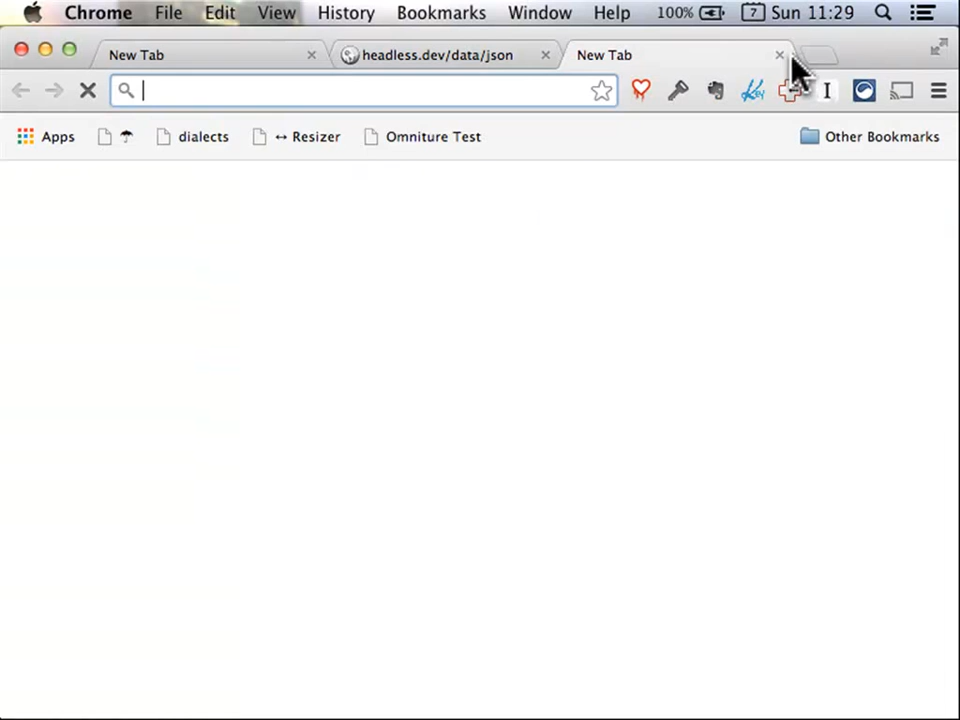 Chrome File Edit View History Bookmarks Window Help 100% 7 Sun 11:29
New Tab headless.dev/data/json New Tab
Apps dialects ↔ Resizer Omniture Test Other Bookmarks